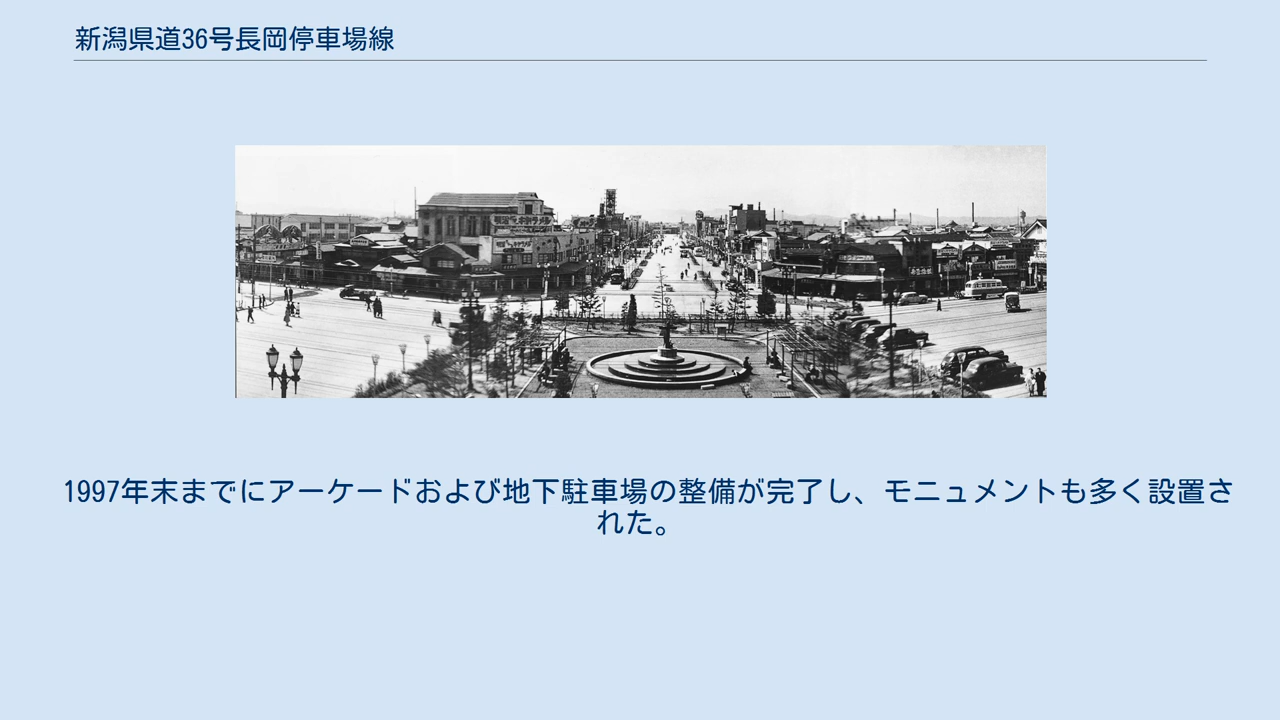 新潟県道36号長岡停車場線
1997年末までにアーケードおよび地下駐車場の整備が完了し、モニュメントも多く設置さ
れた。